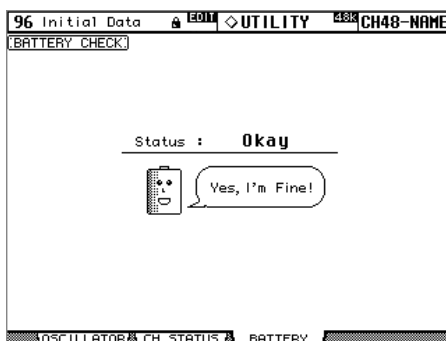 96 Initial Data EDIT ◇UTILITY 48K CH48-NAME
BATTERY CHECK
Status : Okay
Yes, I'm Fine!
OSCILLATOR CH STATUS BATTERY